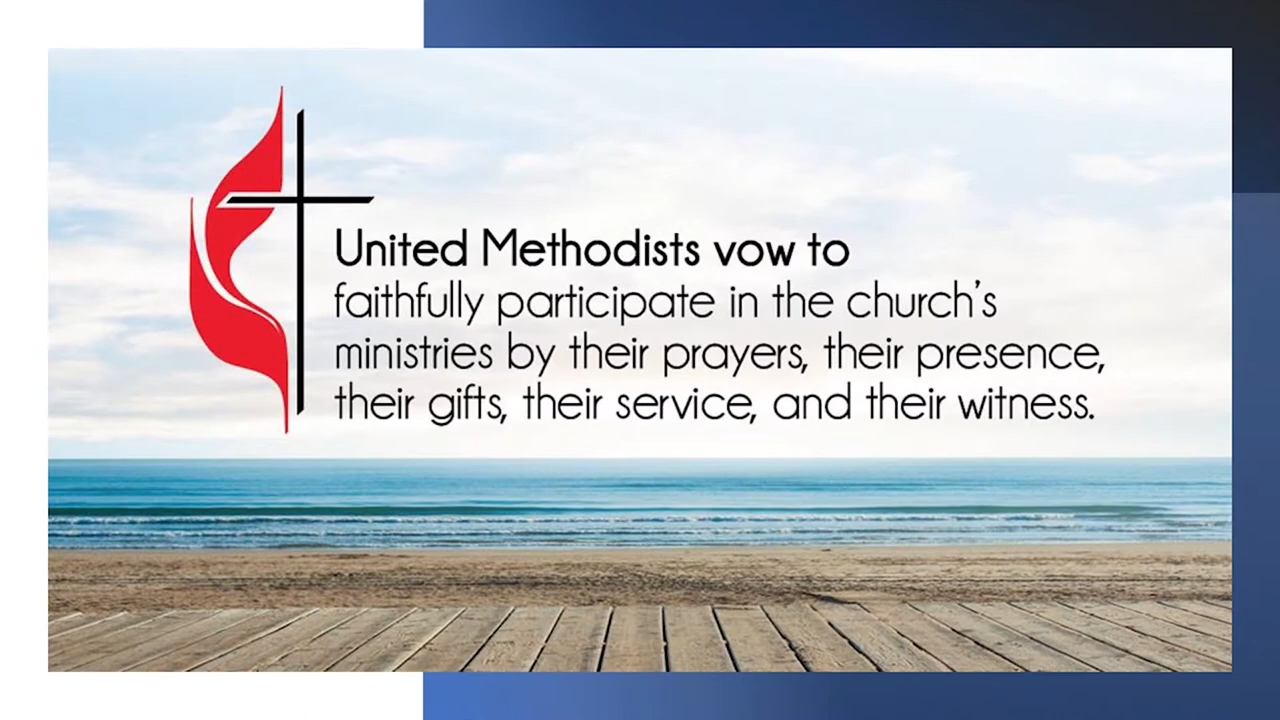 United Methodists vow to
faithfully participate in the church's
ministries by their prayers, their presence,
their gifts, their service, and their witness.